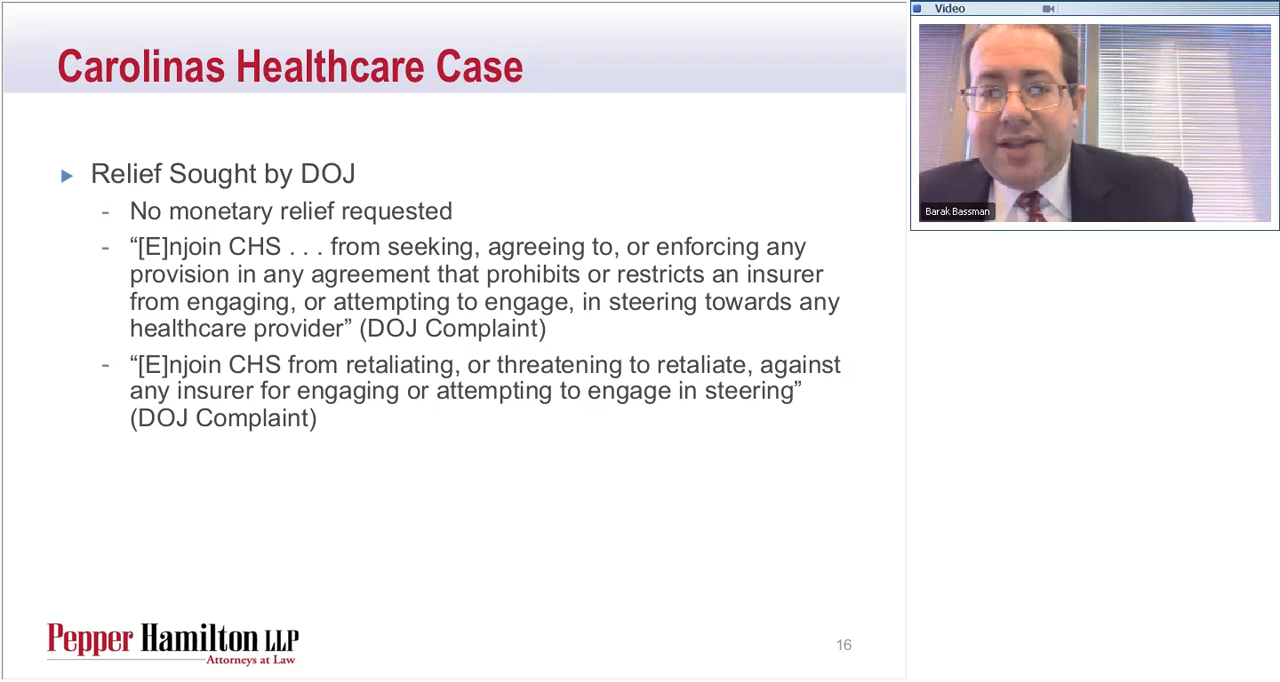 Carolinas Healthcare Case
Relief Sought by DOJ
- No monetary relief requested
- “[E]njoin CHS . . . from seeking, agreeing to, or enforcing any
provision in any agreement that prohibits or restricts an insurer
from engaging, or attempting to engage, in steering towards any
healthcare provider” (DOJ Complaint)
- “[E]njoin CHS from retaliating, or threatening to retaliate, against
any insurer for engaging or attempting to engage in steering”
(DOJ Complaint)
Pepper Hamilton LLP
Attorneys at Law
16
Video
Barak Bassman